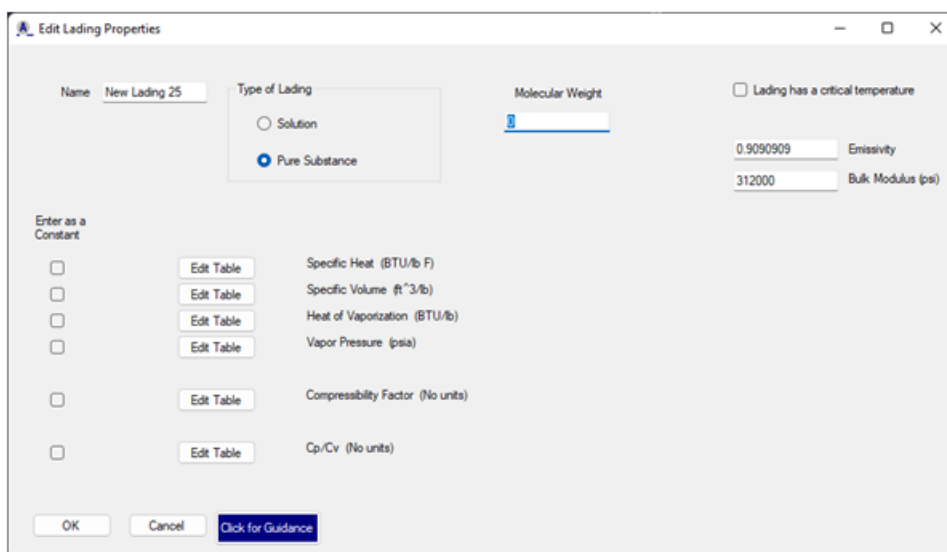 Edit Lading Properties
Name New Lading 25
Type of Lading
Solution
Pure Substance
Molecular Weight
0
Lading has a critical temperature
0.9090909 Emissivity
312000 Bulk Modulus (psi)
Enter as a
Constant
Edit Table Specific Heat (BTU/lb F)
Edit Table Specific Volume (ft^3/lb)
Edit Table Heat of Vaporization (BTU/lb)
Edit Table Vapor Pressure (psia)
Edit Table Compressibility Factor (No units)
Edit Table Cp/Cv (No units)
OK Cancel Click for Guidance